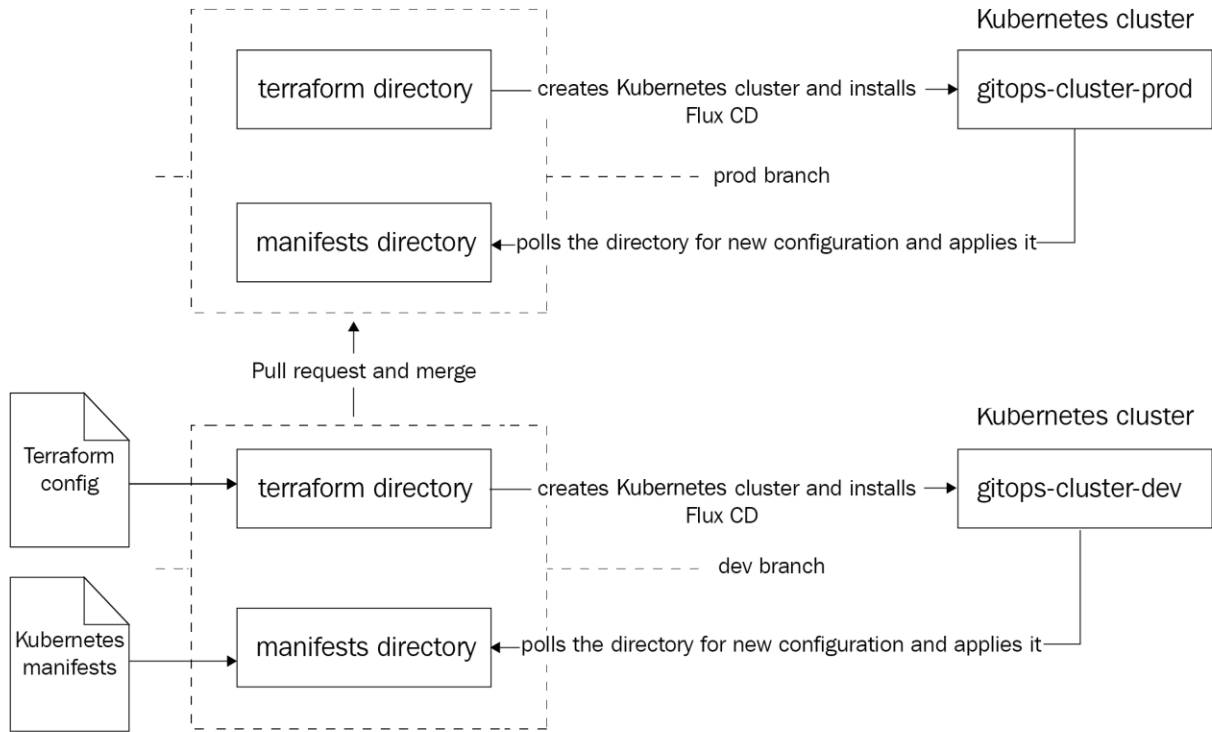 Kubernetes cluster
terraform directory
creates Kubernetes cluster and installs
Flux CD
gitops-cluster-prod
prod branch
manifests directory
polls the directory for new configuration and applies it
Pull request and merge
Kubernetes cluster
Terraform
config
terraform directory
creates Kubernetes cluster and installs
Flux CD
gitops-cluster-dev
dev branch
Kubernetes
manifests
manifests directory
polls the directory for new configuration and applies it